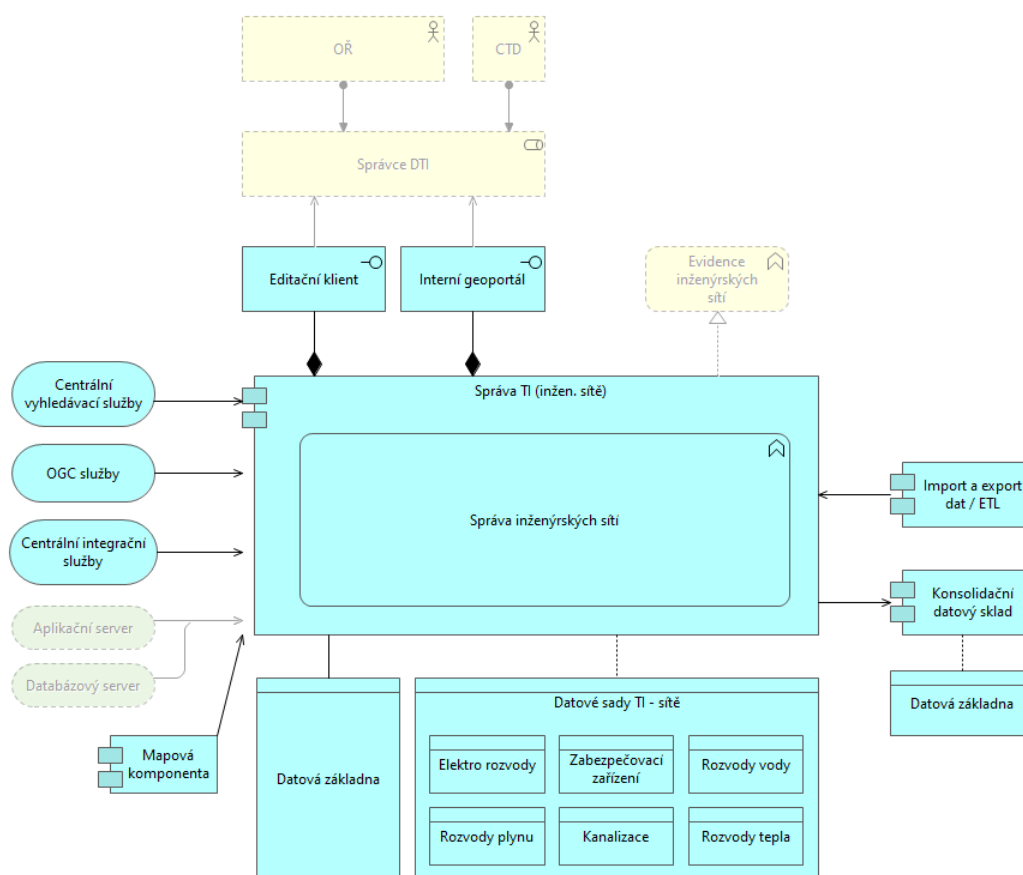 OŘ
CTD
Správce DTI
Editační klient
Interní geoportál
Evidence
inženýrských
sítí
Centrální
vyhledávací služby
Správa TI (inžen. sítě)
OGC služby
Správa inženýrských sítí
Import a export
dat / ETL
Centrální integrační
služby
Konsolidační
datový sklad
Aplikační server
Databázový server
Datové sady TI - sítě
Datová základna
Mapová
komponenta
Datová základna
Elektro rozvody
Zabezpečovací
zařízení
Rozvody vody
Rozvody plynu
Kanalizace
Rozvody tepla